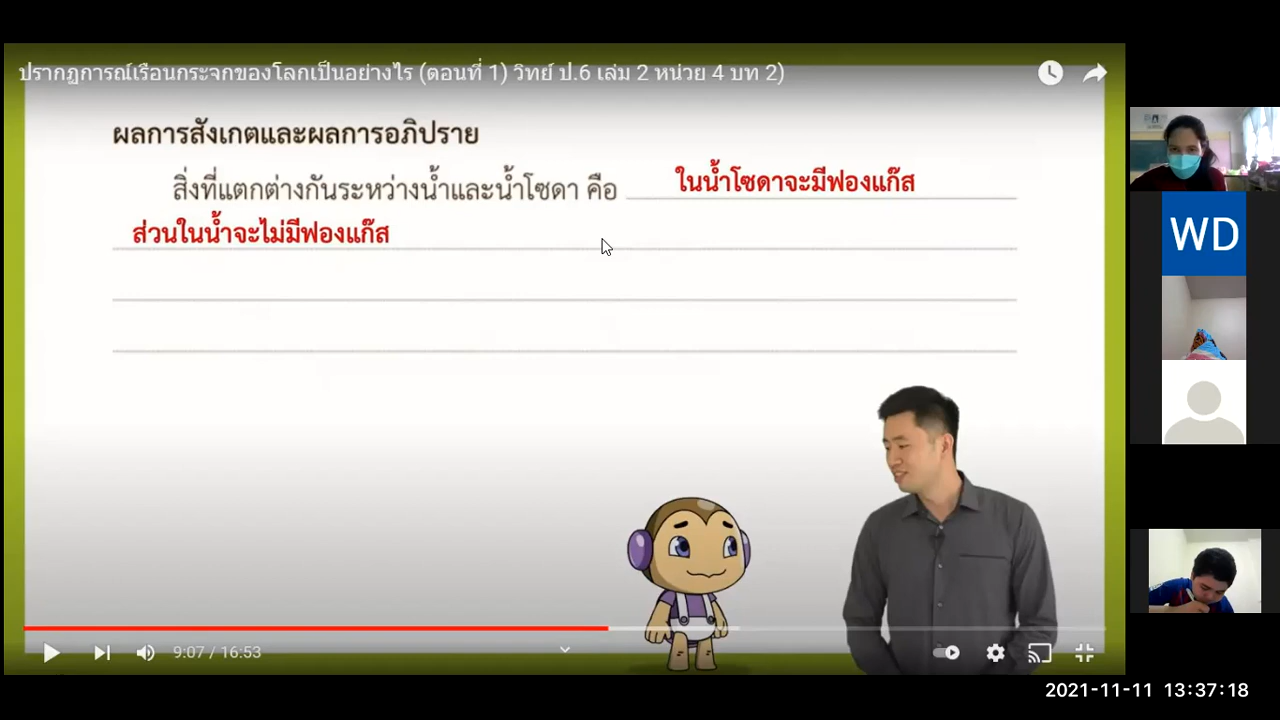 ปรากฏการณ์เรือนกระจกของโลกเป็นอย่างไร (ตอนที่ 1) วิทย์ ป.6 เล่ม 2 หน่วย 4 บท 2)
ผลการสังเกตและผลการอภิปราย
สิ่งที่แตกต่างกันระหว่างน้ำและน้ำโซดา คือ ในน้ำโซดาจะมีฟองแก๊ส
ส่วนในน้ำจะไม่มีฟองแก๊ส
WD
9:07 / 16:53
2021-11-11 13:37:18